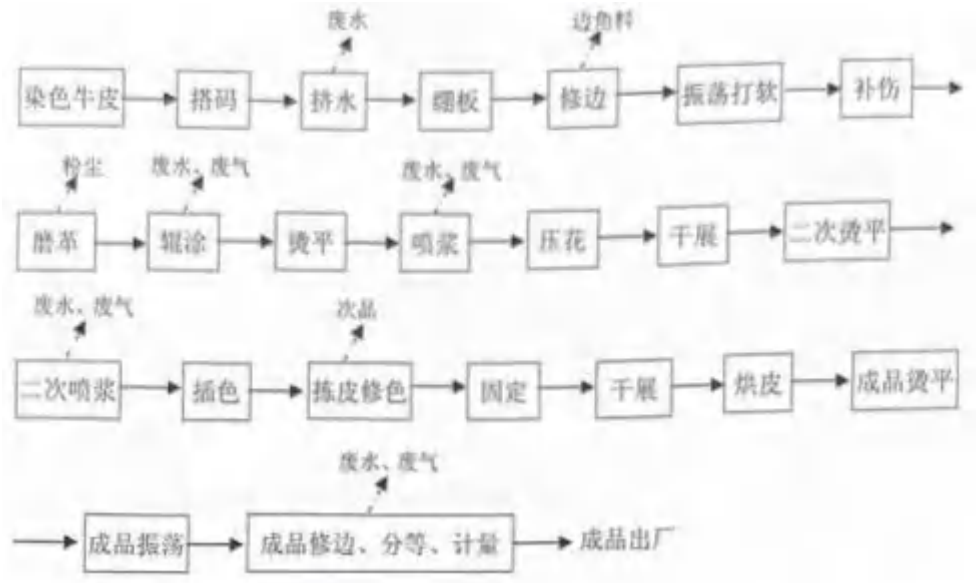 废水 边角料
染色牛皮 搭码 挤水 绷板 修边 振荡打软 补伤
粉尘 废水、废气 废水、废气
磨革 辊涂 烫平 喷浆 压花 干展 二次烫平
废水、废气 次品
二次喷浆 插色 拣皮修色 固定 干展 烘皮 成品烫平
废水、废气
成品振荡 成品修边、分等、计量 成品出厂